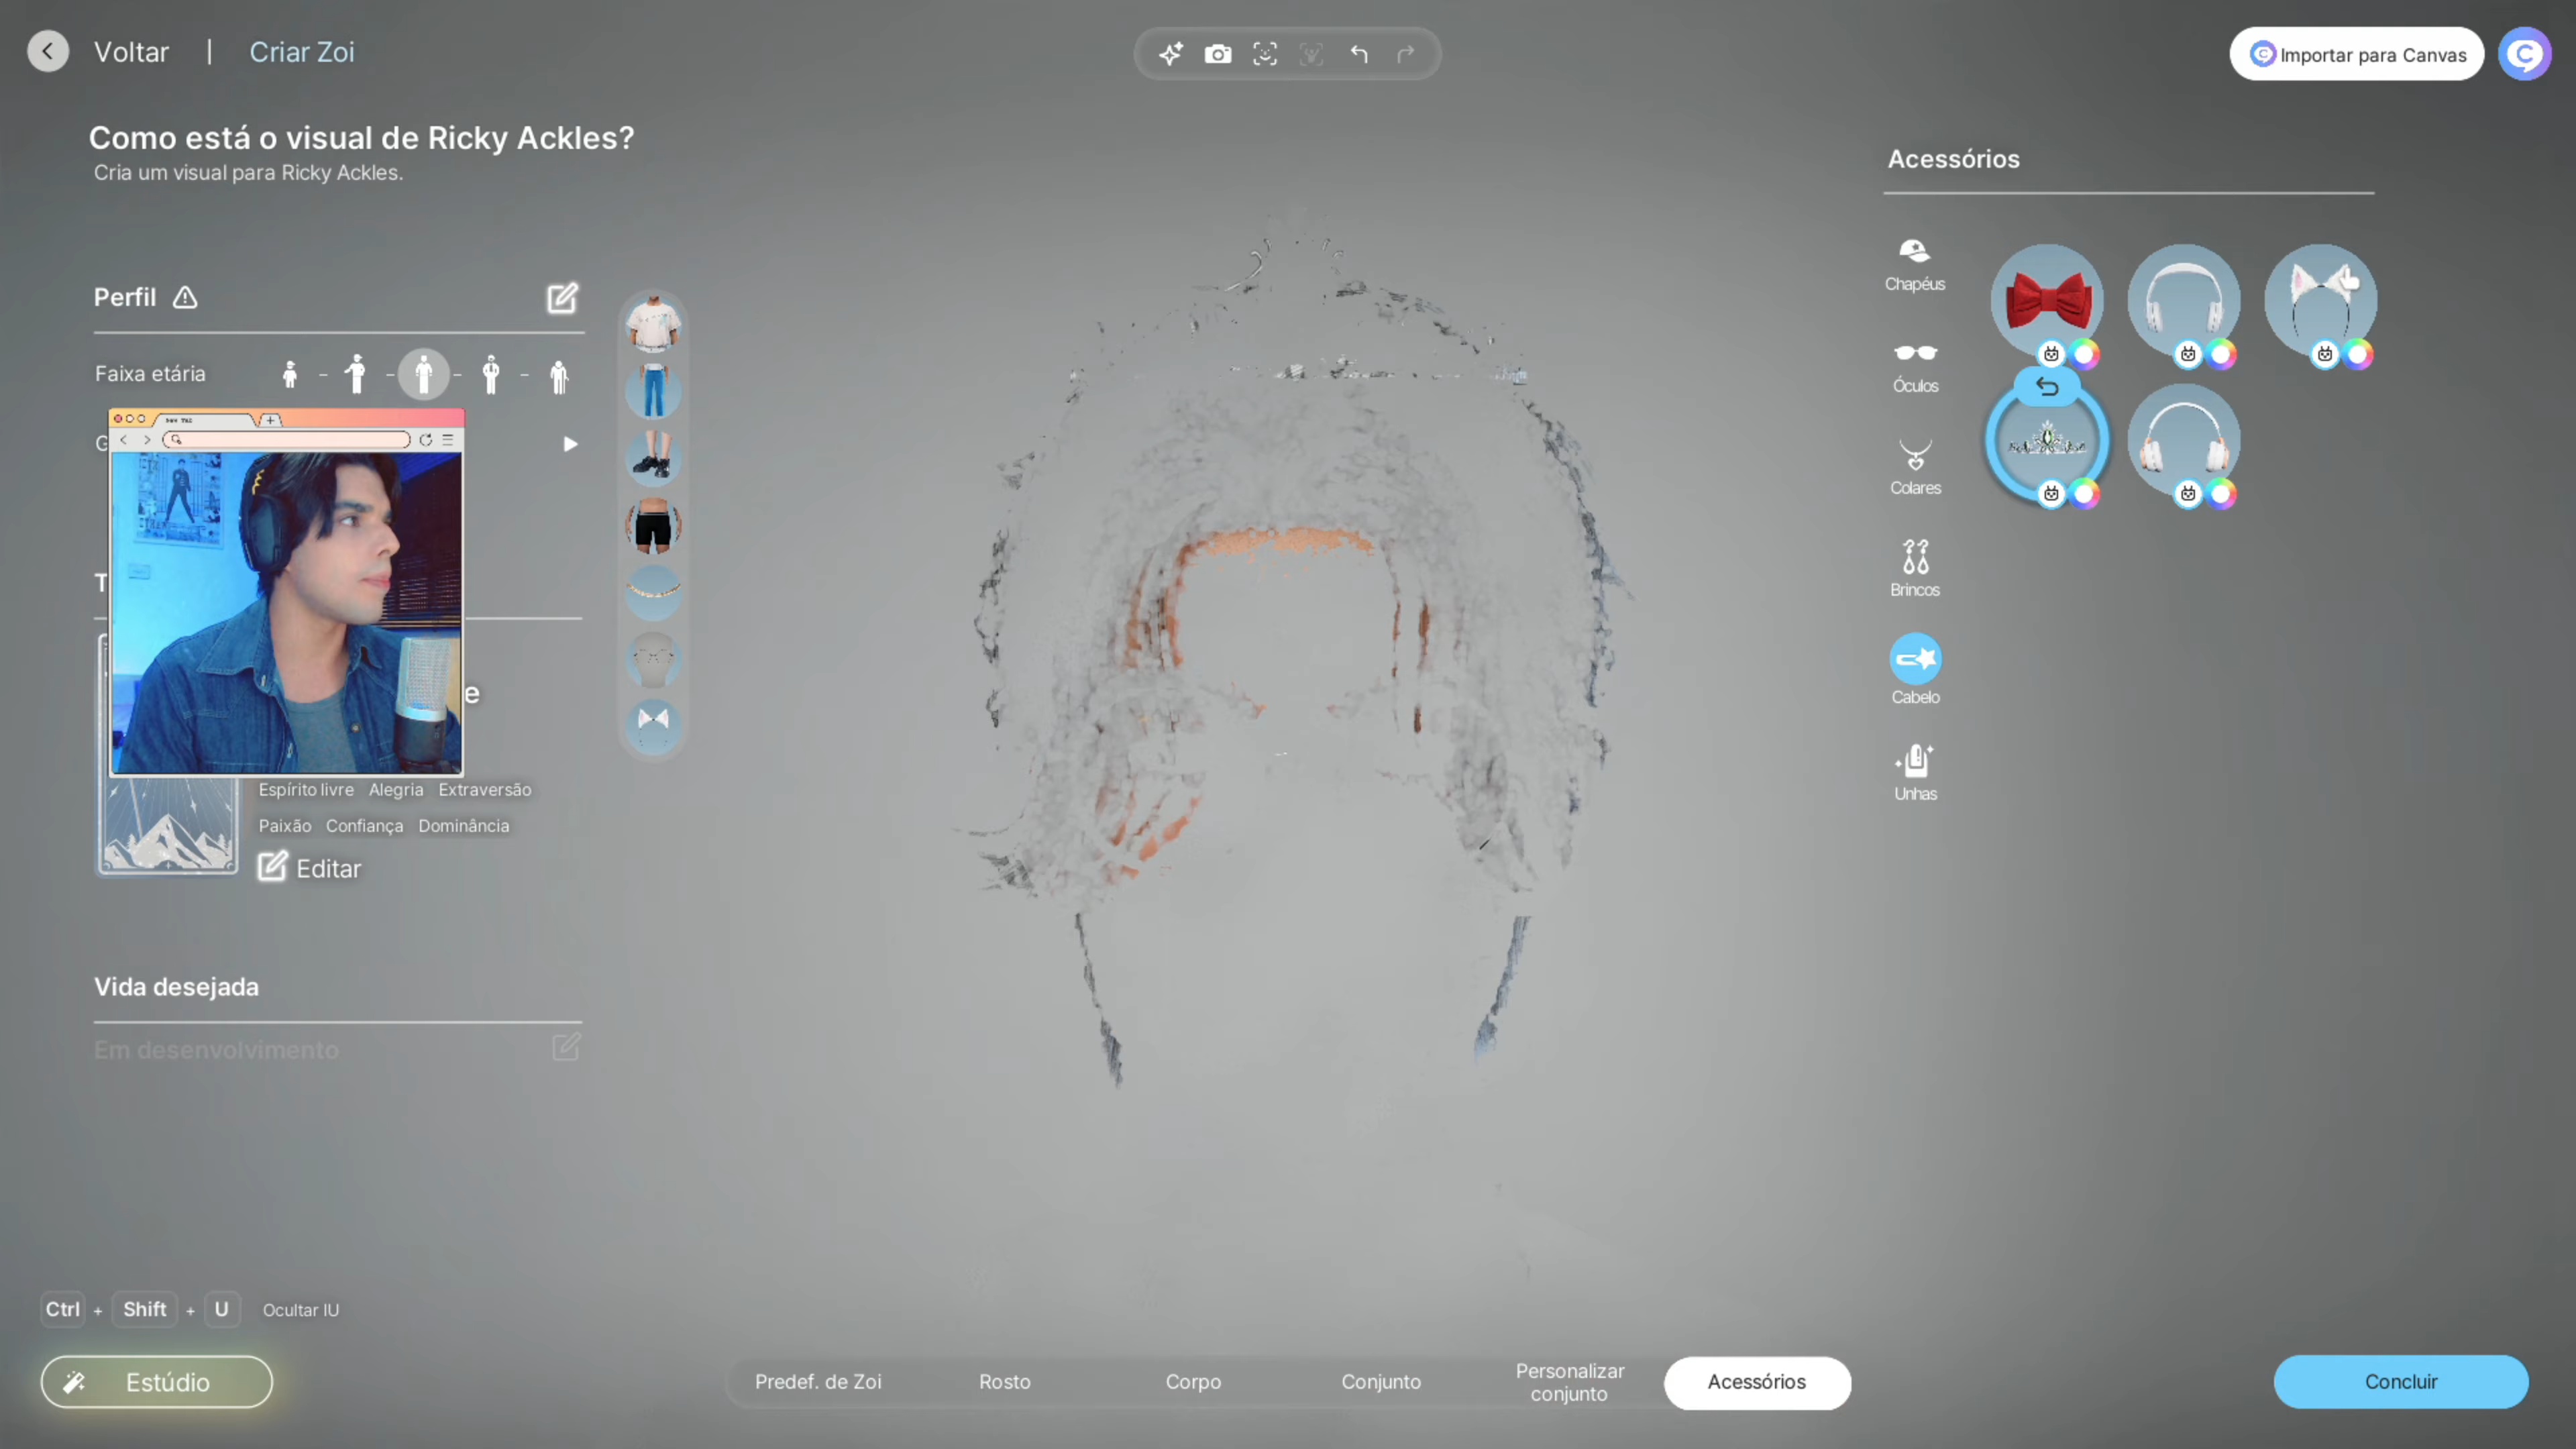 Voltar | Criar Zoi
Importar para Canvas
Como está o visual de Ricky Ackles?
Cria um visual para Ricky Ackles.
Perfil
Faixa etária
G
T
e
Espírito livre Alegria Extraversão
Paixão Confiança Dominância
Editar
Vida desejada
Em desenvolvimento
Ctrl + Shift + U Ocultar IU
Estúdio
Predef. de Zoi
Rosto
Corpo
Conjunto
Personalizar
conjunto
Acessórios
Concluir
Acessórios
Chapéus
Óculos
Colares
Brincos
Cabelo
Unhas